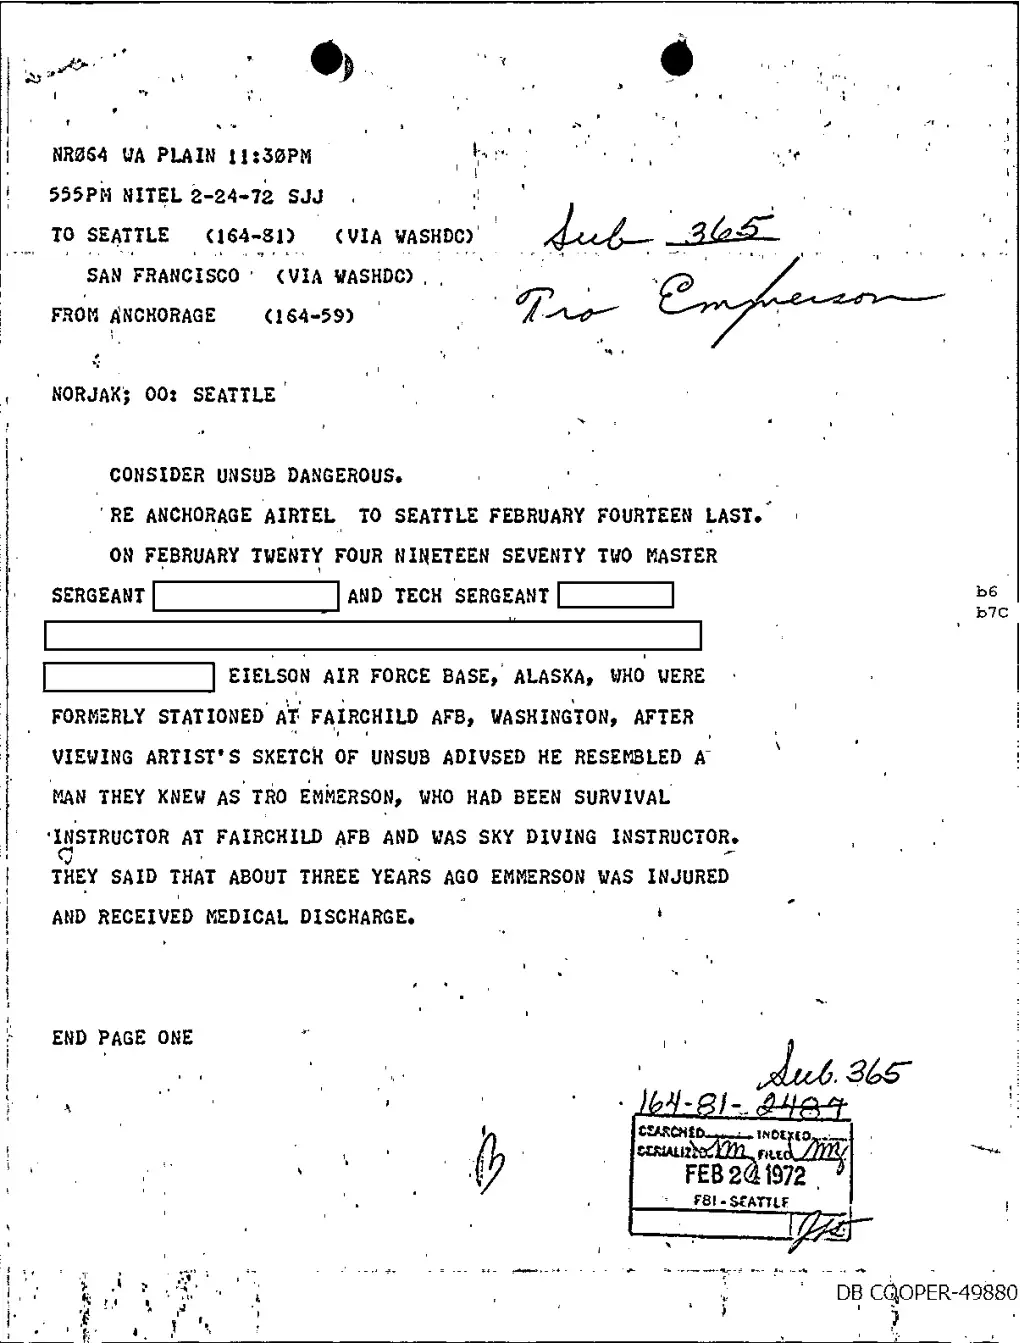 NR064 WA PLAIN 11:30PM
555PM NITEL 2-24-72 SJJ
TO SEATTLE (164-81) (VIA WASHDC)
Sub 365
SAN FRANCISCO (VIA WASHDC)
Tro Emmerson
FROM ANCHORAGE (164-59)
NORJAK; OO: SEATTLE
CONSIDER UNSUB DANGEROUS.
RE ANCHORAGE AIRTEL TO SEATTLE FEBRUARY FOURTEEN LAST.
ON FEBRUARY TWENTY FOUR NINETEEN SEVENTY TWO MASTER
SERGEANT AND TECH SERGEANT
b6
b7C
EIELSON AIR FORCE BASE, ALASKA, WHO WERE
FORMERLY STATIONED AT FAIRCHILD AFB, WASHINGTON, AFTER
VIEWING ARTIST'S SKETCH OF UNSUB ADIVSED HE RESEMBLED A
MAN THEY KNEW AS TRO EMMERSON, WHO HAD BEEN SURVIVAL
INSTRUCTOR AT FAIRCHILD AFB AND WAS SKY DIVING INSTRUCTOR.
THEY SAID THAT ABOUT THREE YEARS AGO EMMERSON WAS INJURED
AND RECEIVED MEDICAL DISCHARGE.
END PAGE ONE
Sub. 365
164-81-2487
SEARCHED INDEXED
SERIALIZED FILED
FEB 24 1972
FBI - SEATTLE
DB COOPER-49880